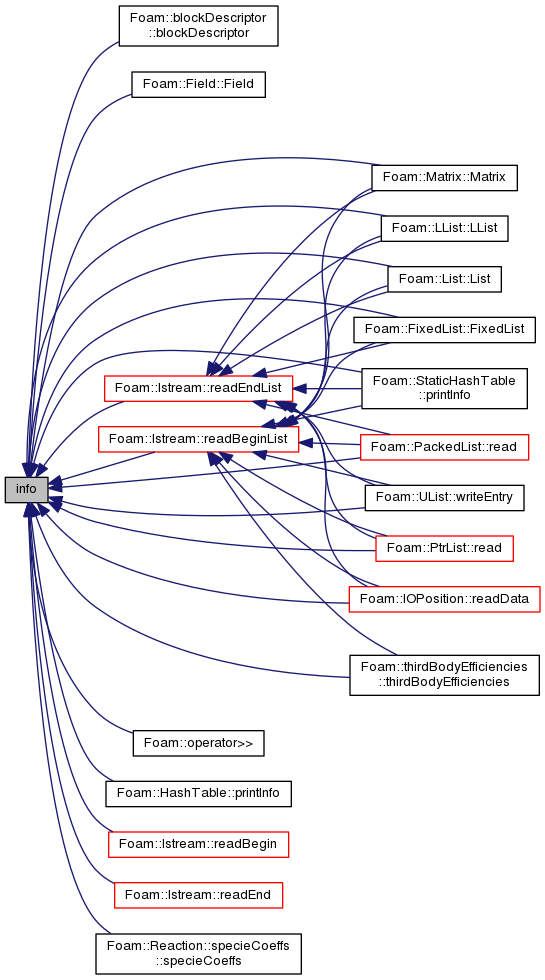 Foam::blockDescriptor
::blockDescriptor
Foam::Field::Field
Foam::Matrix::Matrix
Foam::LList::LList
Foam::List::List
Foam::FixedList::FixedList
Foam::Istream::readEndList
Foam::StaticHashTable
::printInfo
Foam::Istream::readBeginList
Foam::PackedList::read
info
Foam::UList::writeEntry
Foam::PtrList::read
Foam::IOPosition::readData
Foam::thirdBodyEfficiencies
::thirdBodyEfficiencies
Foam::operator>>
Foam::HashTable::printInfo
Foam::Istream::readBegin
Foam::Istream::readEnd
Foam::Reaction::specieCoeffs
::specieCoeffs